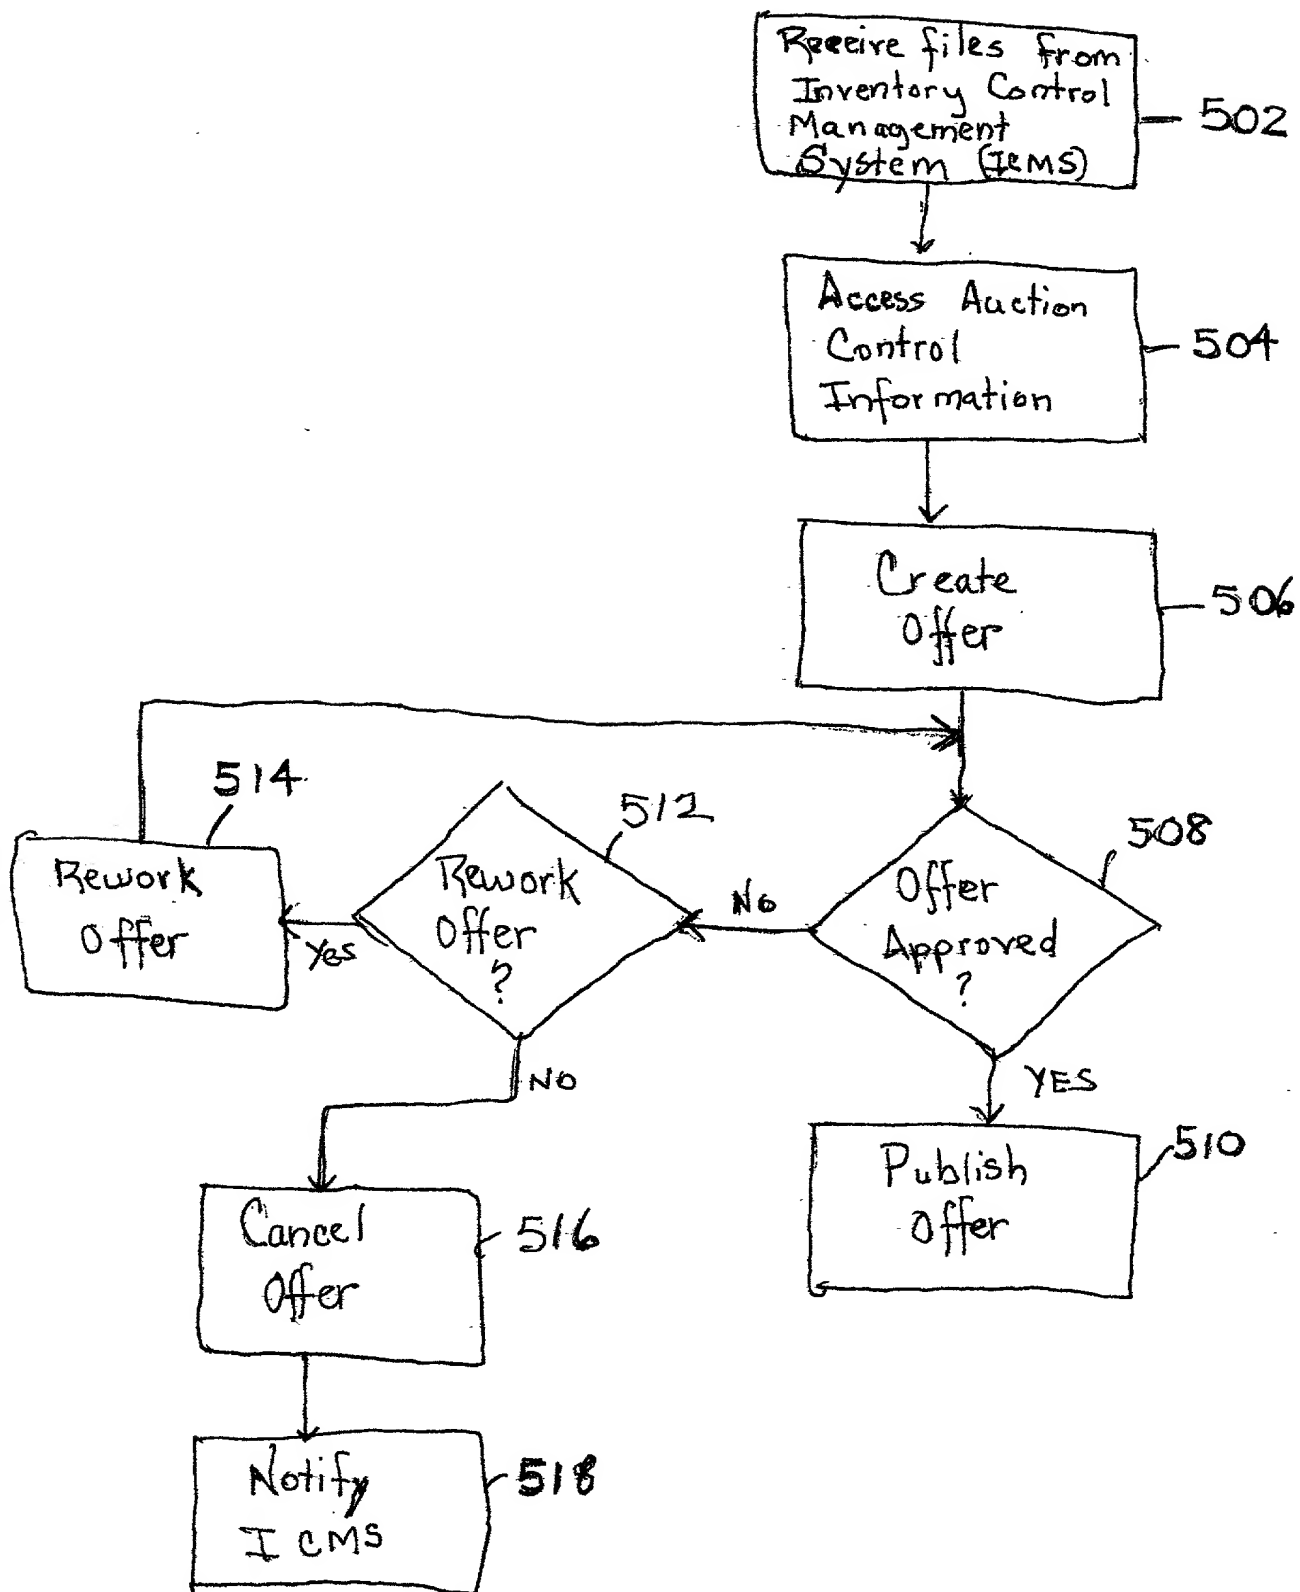 Receive files from
Inventory Control
Management
System (ICMS)
502
Access Auction
Control
Information
504
Create
Offer
506
514
512
508
Rework
Offer
Yes
Rework
Offer
?
No
Offer
Approved
?
NO
YES
Cancel
Offer
516
Publish
Offer
510
Notify
ICMS
518